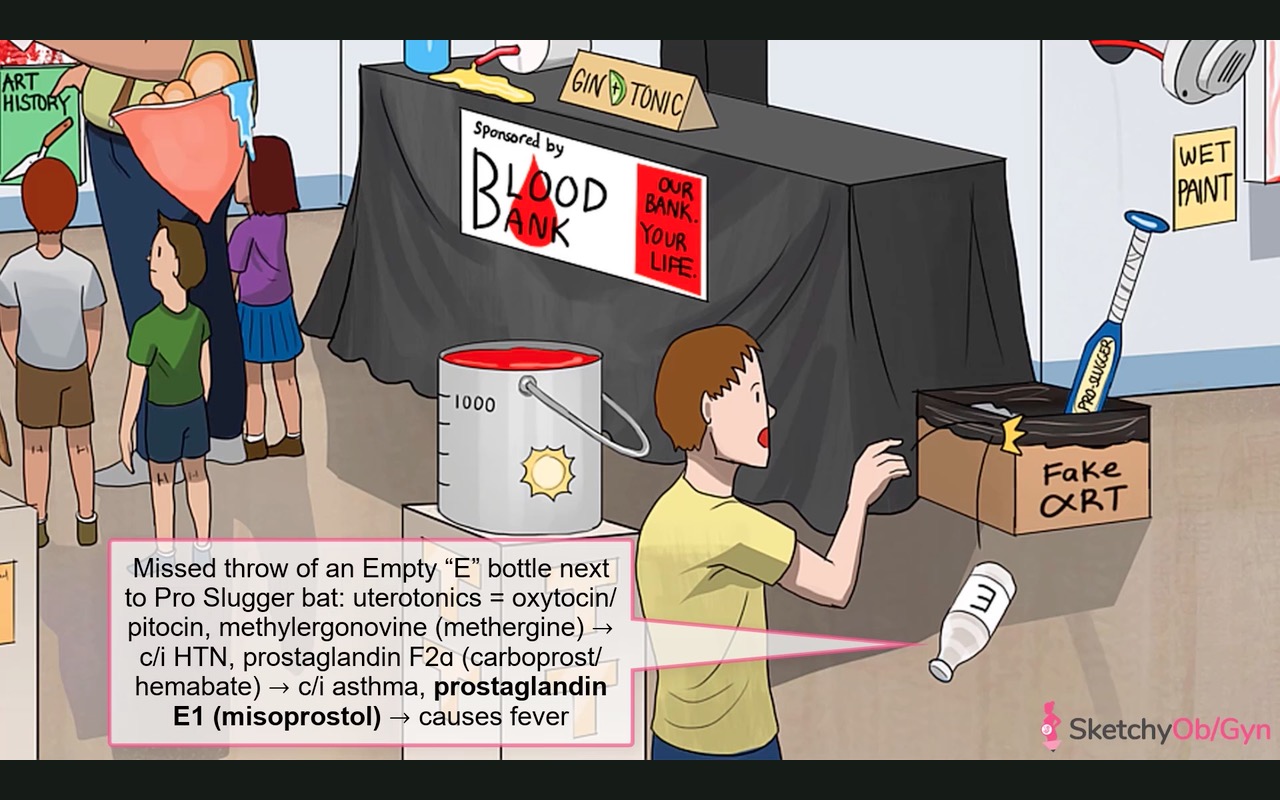 ART
HISTORY
GIN + TONIC
Sponsored by
BLOOD
BANK
OUR
BANK.
YOUR
LIFE.
WET
PAINT
PRO-SLUGGER
1000
Fake
αRT
E
Missed throw of an Empty “E” bottle next
to Pro Slugger bat: uterotonics = oxytocin/
pitocin, methylergonovine (methergine) →
c/i HTN, prostaglandin F2α (carboprost/
hemabate) → c/i asthma, prostaglandin
E1 (misoprostol) → causes fever
SketchyOb/Gyn